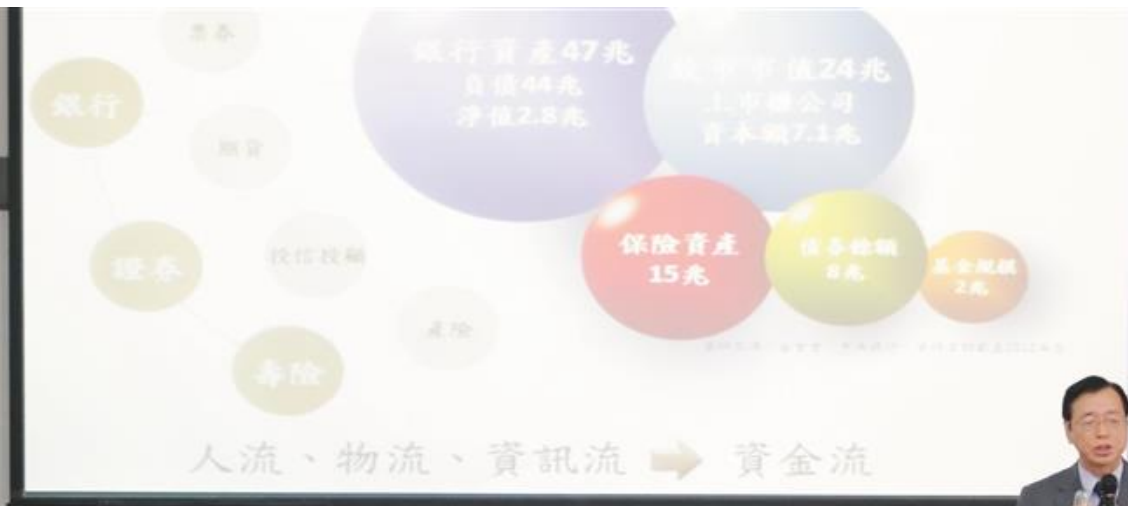 票券
銀行
期貨
證券
投信投顧
產險
壽險
銀行資產47兆
負債44兆
淨值2.8兆
股市市值24兆
上市櫃公司
資本額7.1兆
保險資產
15兆
債券餘額
8兆
基金規模
2兆
人流、物流、資訊流
資金流